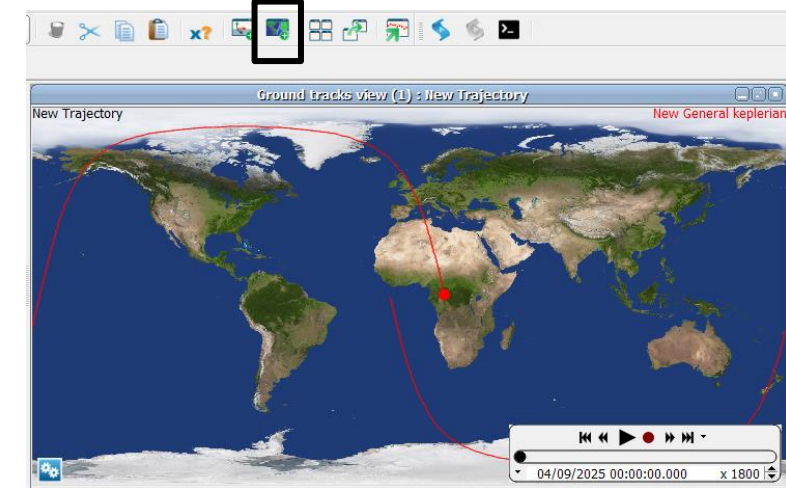 x?
Ground tracks view (1) : New Trajectory
New Trajectory
New General keplerian
04/09/2025 00:00:00.000 x 1800